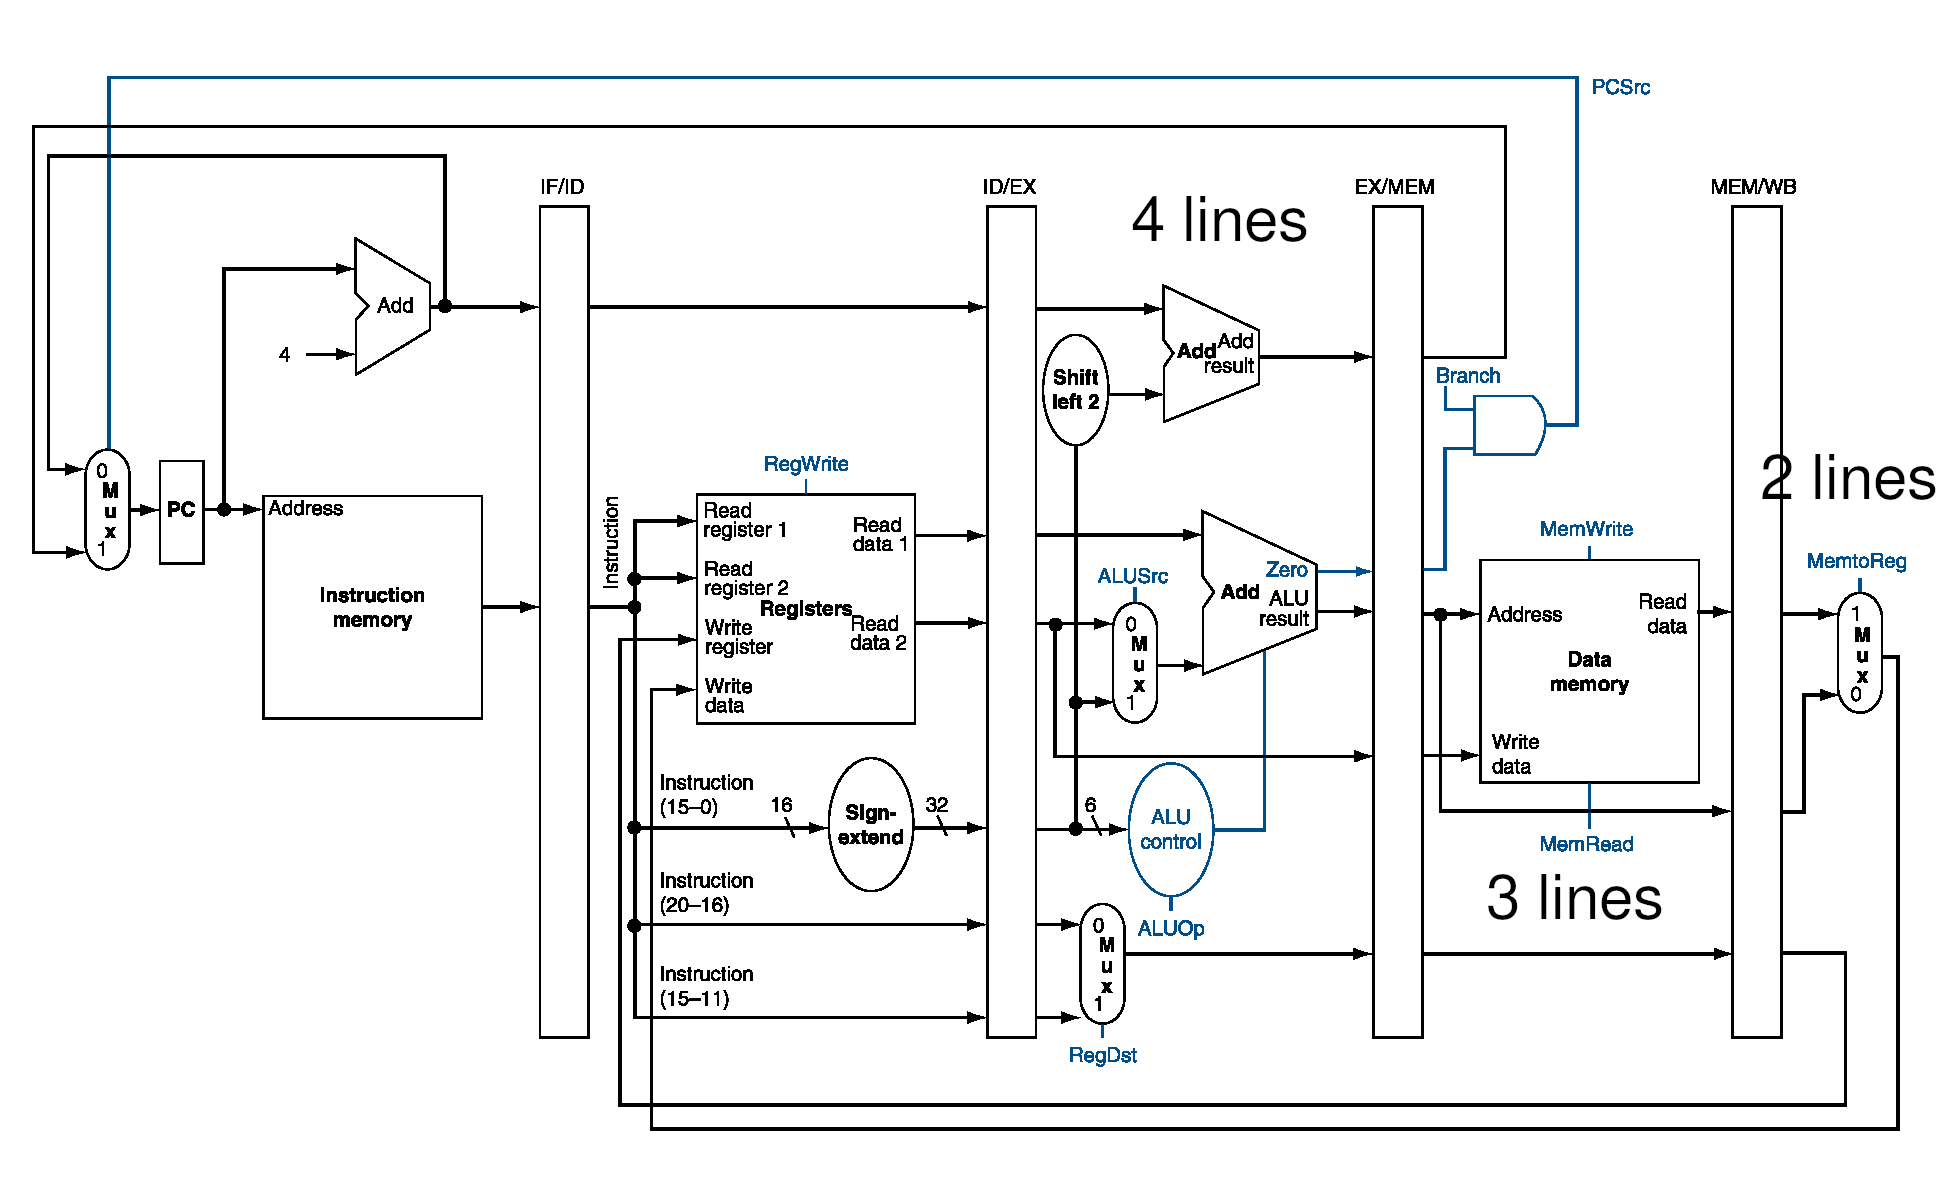 PCSrc
IF/ID
ID/EX
EX/MEM
MEM/WB
4 lines
Add
4
Add
Add
result
Shift
left 2
Branch
0
M
u
x
1
PC
Address
Instruction
memory
Instruction
RegWrite
Read
register 1
Read
data 1
Read
register 2
Registers
Write
register
Read
data 2
Write
data
ALUSrc
0
M
u
x
1
Zero
Add
ALU
result
MemWrite
Address
Read
data
Data
memory
Write
data
MemRead
2 lines
MemtoReg
1
M
u
x
0
Instruction
(15–0)
16
Sign-
extend
32
6
ALU
control
ALUOp
3 lines
Instruction
(20–16)
Instruction
(15–11)
0
M
u
x
1
RegDst